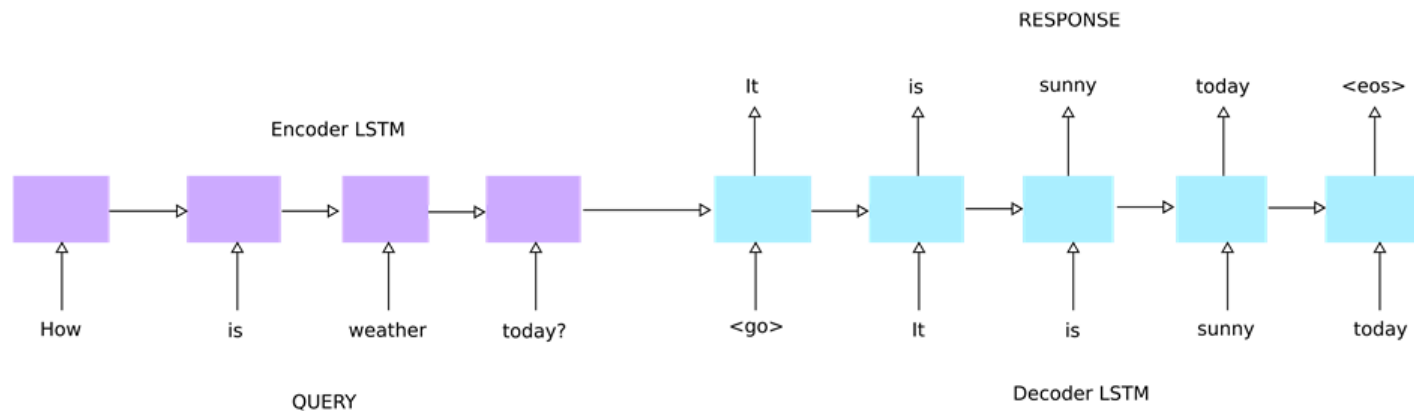 RESPONSE
It is sunny today <eos>
Encoder LSTM
How is weather today? <go> It is sunny today
QUERY
Decoder LSTM